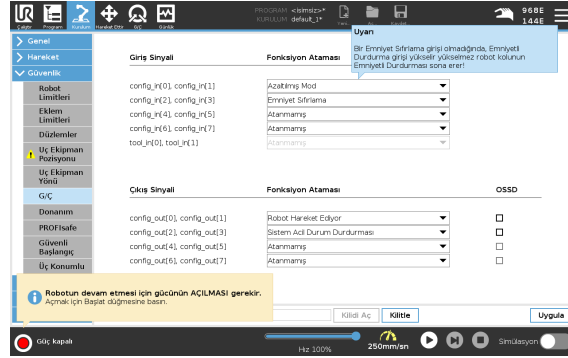 PROGRAM <isimsiz>*
KURULUM default_1*
968E
144E
Çalıştır Program Kurulum Hareket Ettir G/Ç Günlük
Yeni... Aç... Kaydet...
Uyarı
Bir Emniyet Sıfırlama girişi olmadığında, Emniyetli
Durdurma girişi yükselir yükselmez robot kolunun
Emniyetli Durdurması sona erer!
Genel
Hareket
Güvenlik
Robot
Limitleri
Eklem
Limitleri
Düzlemler
Uç Ekipman
Pozisyonu
Uç Ekipman
Yönü
G/Ç
Donanım
PROFIsafe
Güvenli
Başlangıç
Üç Konumlu
Giriş Sinyali Fonksiyon Ataması
config_in[0], config_in[1] Azaltılmış Mod
config_in[2], config_in[3] Emniyet Sıfırlama
config_in[4], config_in[5] Atanmamış
config_in[6], config_in[7] Atanmamış
tool_in[0], tool_in[1] Atanmamış
Çıkış Sinyali Fonksiyon Ataması OSSD
config_out[0], config_out[1] Robot Hareket Ediyor
config_out[2], config_out[3] Sistem Acil Durum Durdurması
config_out[4], config_out[5] Atanmamış
config_out[6], config_out[7] Atanmamış
Robotun devam etmesi için gücünün AÇILMASI gerekir.
Açmak için Başlat düğmesine basın.
Kilidi Aç Kilitle Uygula
Güç kapalı
Hız 100%
250mm/sn
Simülasyon